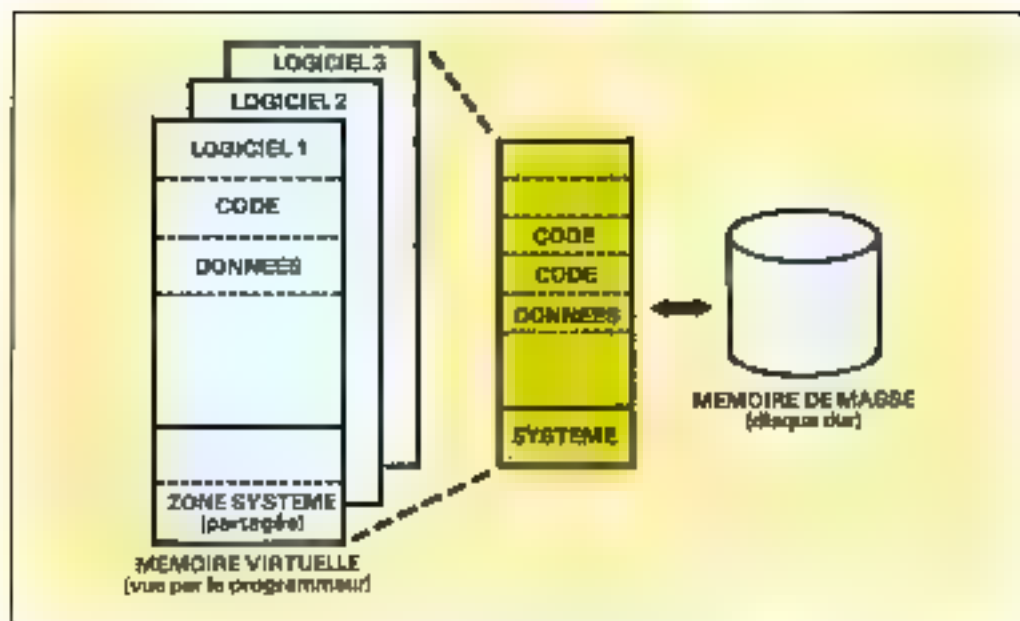 LOGICIEL 3
LOGICIEL 2
LOGICIEL 1
CODE
DONNEES
ZONE SYSTEME
(partagée)
MEMOIRE VIRTUELLE
(vue par le programmeur)
CODE
CODE
DONNEES
SYSTEME
MEMOIRE DE MASSE
(disque dur)